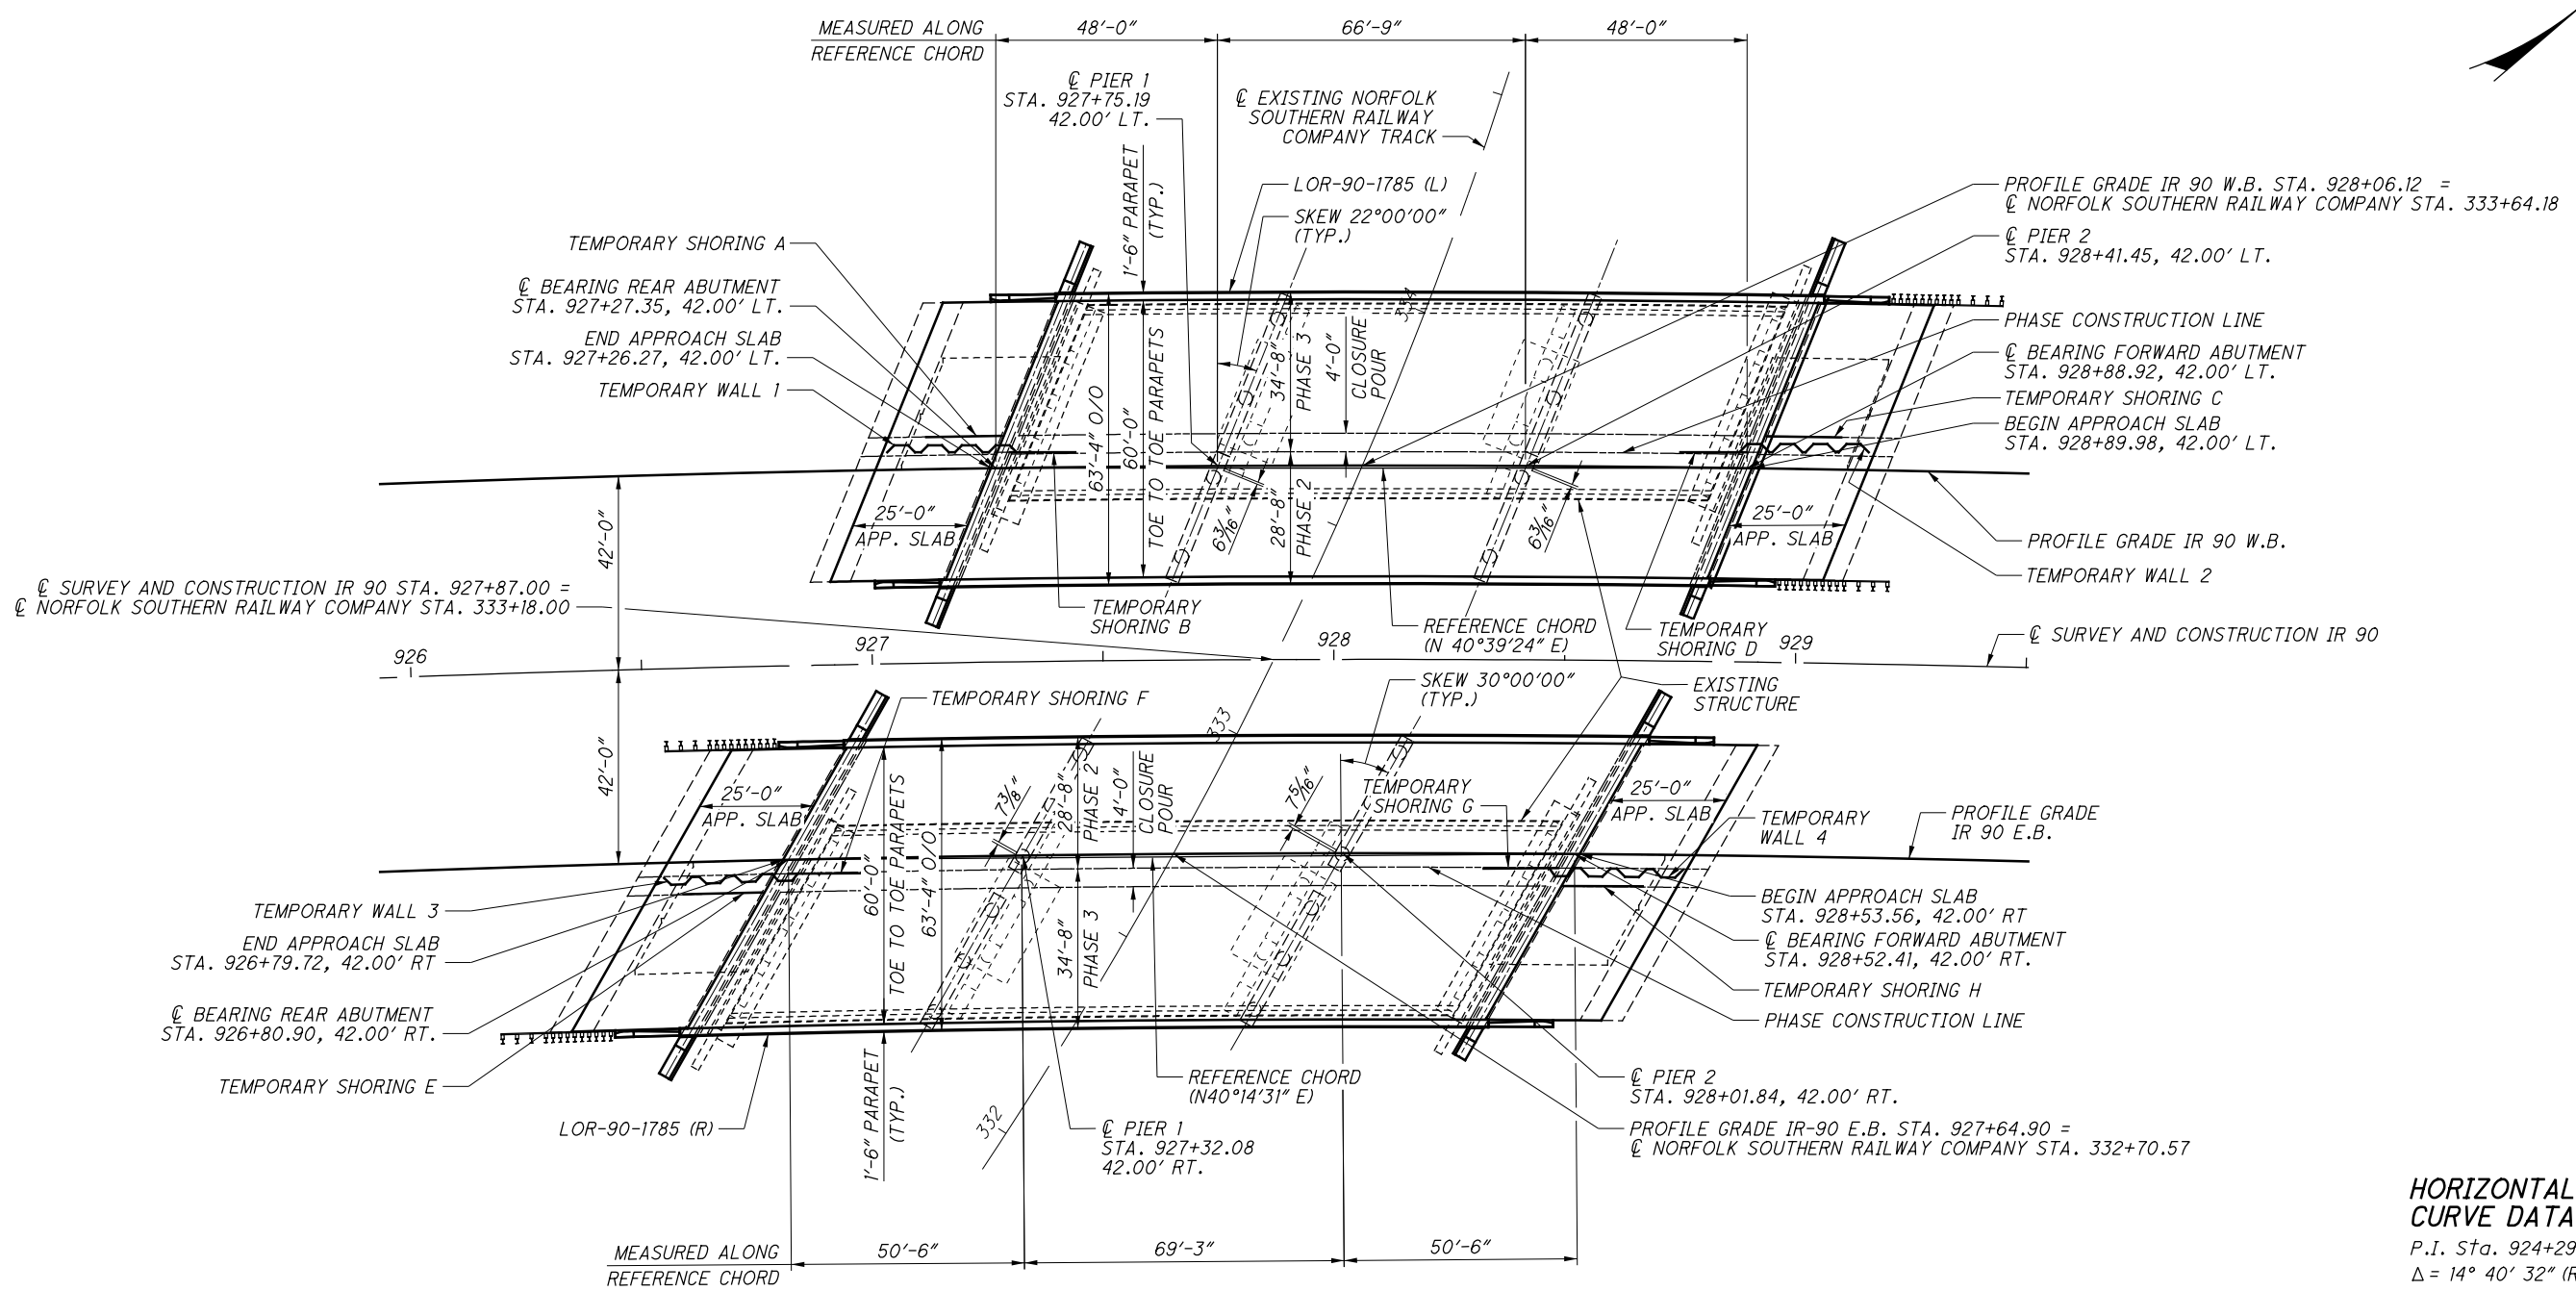 MEASURED ALONG
REFERENCE CHORD
48'-0"
66'-9"
48'-0"
℄ PIER 1
STA. 927+75.19
42.00' LT.
℄ EXISTING NORFOLK
SOUTHERN RAILWAY
COMPANY TRACK
1'-6" PARAPET
(TYP.)
LOR-90-1785 (L)
SKEW 22°00'00"
(TYP.)
PROFILE GRADE IR 90 W.B. STA. 928+06.12 =
℄ NORFOLK SOUTHERN RAILWAY COMPANY STA. 333+64.18
℄ PIER 2
STA. 928+41.45, 42.00' LT.
TEMPORARY SHORING A
℄ BEARING REAR ABUTMENT
STA. 927+27.35, 42.00' LT.
END APPROACH SLAB
STA. 927+26.27, 42.00' LT.
TEMPORARY WALL 1
334
PHASE CONSTRUCTION LINE
℄ BEARING FORWARD ABUTMENT
STA. 928+88.92, 42.00' LT.
TEMPORARY SHORING C
BEGIN APPROACH SLAB
STA. 928+89.98, 42.00' LT.
63'-4" O/O
60'-0"
TOE TO TOE PARAPETS
34'-8"
PHASE 3
4'-0"
CLOSURE
POUR
28'-8"
PHASE 2
6 3/16"
6 3/16"
25'-0"
APP. SLAB
25'-0"
APP. SLAB
PROFILE GRADE IR 90 W.B.
TEMPORARY WALL 2
42'-0"
℄ SURVEY AND CONSTRUCTION IR 90 STA. 927+87.00 =
℄ NORFOLK SOUTHERN RAILWAY COMPANY STA. 333+18.00
TEMPORARY
SHORING B
REFERENCE CHORD
(N 40°39'24" E)
TEMPORARY
SHORING D
℄ SURVEY AND CONSTRUCTION IR 90
926
927
928
929
42'-0"
TEMPORARY SHORING F
SKEW 30°00'00"
(TYP.)
EXISTING
STRUCTURE
333
25'-0"
APP. SLAB
60'-0"
TOE TO TOE PARAPETS
63'-4" O/O
7 3/8"
28'-8"
PHASE 2
4'-0"
CLOSURE
POUR
34'-8"
PHASE 3
7 5/16"
TEMPORARY
SHORING G
25'-0"
APP. SLAB
TEMPORARY
WALL 4
PROFILE GRADE
IR 90 E.B.
TEMPORARY WALL 3
END APPROACH SLAB
STA. 926+79.72, 42.00' RT
℄ BEARING REAR ABUTMENT
STA. 926+80.90, 42.00' RT.
TEMPORARY SHORING E
LOR-90-1785 (R)
1'-6" PARAPET
(TYP.)
332
BEGIN APPROACH SLAB
STA. 928+53.56, 42.00' RT
℄ BEARING FORWARD ABUTMENT
STA. 928+52.41, 42.00' RT.
TEMPORARY SHORING H
PHASE CONSTRUCTION LINE
REFERENCE CHORD
(N40°14'31" E)
℄ PIER 1
STA. 927+32.08
42.00' RT.
℄ PIER 2
STA. 928+01.84, 42.00' RT.
PROFILE GRADE IR-90 E.B. STA. 927+64.90 =
℄ NORFOLK SOUTHERN RAILWAY COMPANY STA. 332+70.57
MEASURED ALONG
REFERENCE CHORD
50'-6"
69'-3"
50'-6"
HORIZONTAL
CURVE DATA
P.I. Sta. 924+29
Δ = 14° 40' 32" (R